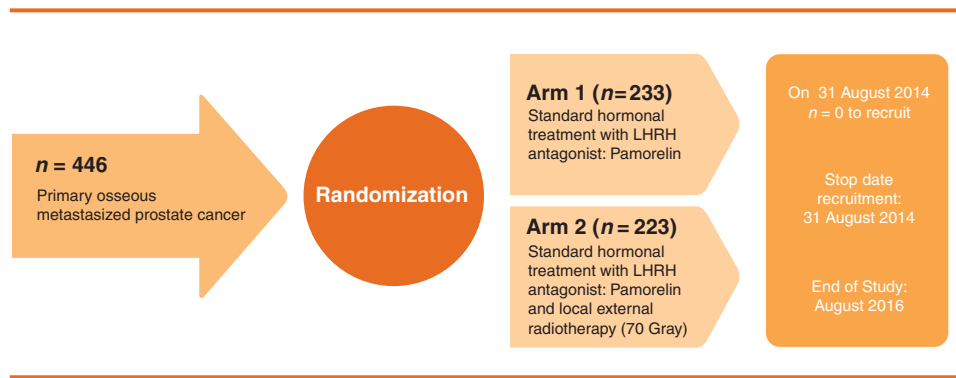 n = 446
Primary osseous
metastasized prostate cancer
Randomization
Arm 1 (n=233)
Standard hormonal
treatment with LHRH
antagonist: Pamorelin
Arm 2 (n=223)
Standard hormonal
treatment with LHRH
antagonist: Pamorelin
and local external
radiotherapy (70 Gray)
On 31 August 2014
n = 0 to recruit
Stop date
recruitment:
31 August 2014
End of Study:
August 2016